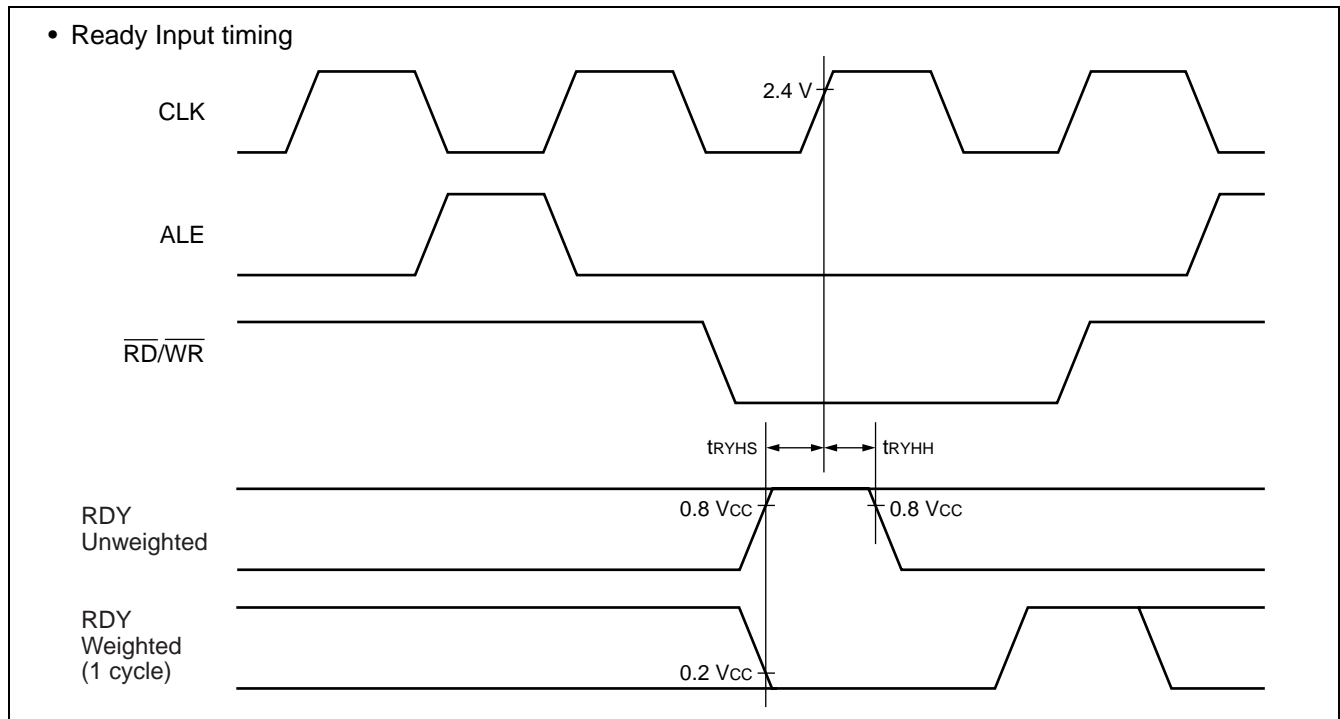 • Ready Input timing
CLK
2.4 V
ALE
RD/WR
tRYHS
tRYHH
RDY
Unweighted
0.8 VCC
0.8 VCC
RDY
Weighted
(1 cycle)
0.2 VCC